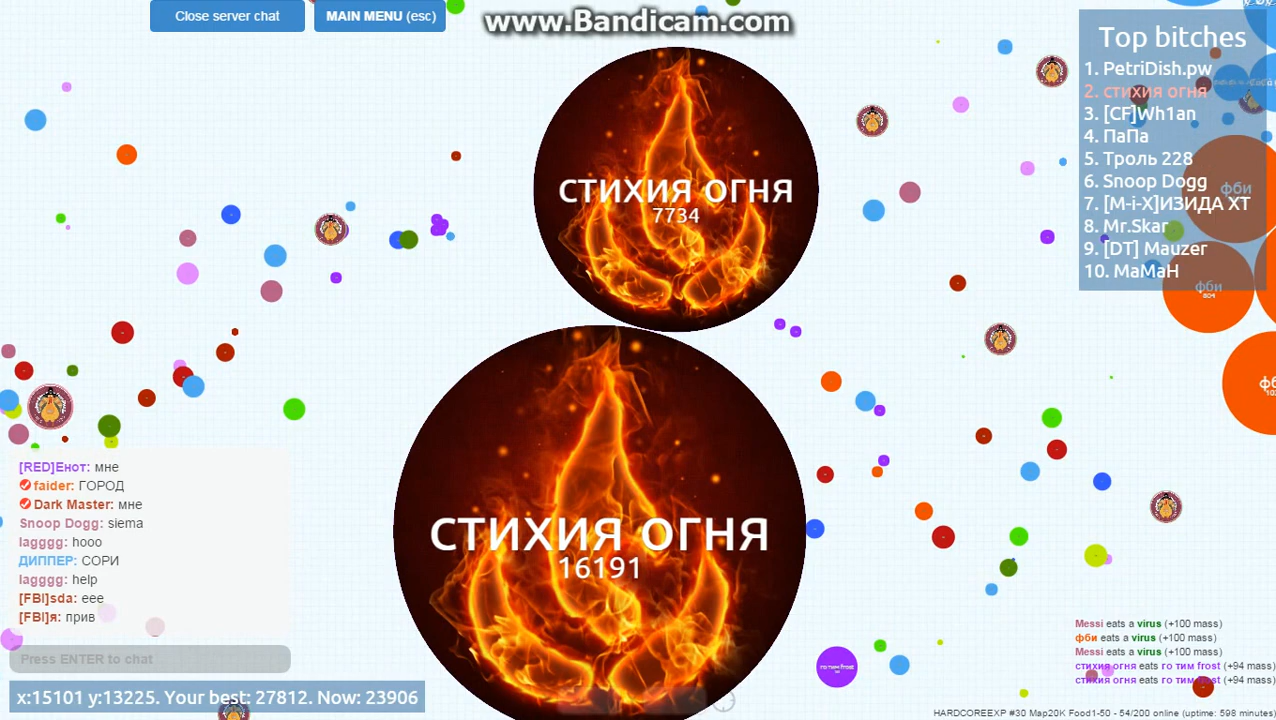 Close server chat
MAIN MENU (esc)
www.Bandicam.com
Top bitches
1. PetriDish.pw
2. стихия огня
3. [CF]Wh1an
4. ПаПа
5. Троль 228
6. Snoop Dogg
7. [M-i-X]ИЗИДА ХТ
8. Mr.Skar
9. [DT] Mauzer
10. МаМаН
СТИХИЯ ОГНЯ
7734
фби
фби
804
СТИХИЯ ОГНЯ
16191
[RED]Енот: мне
faider: ГОРОД
Dark Master: мне
Snoop Dogg: siema
lagggg: hooo
ДИППЕР: СОРИ
lagggg: help
[FBI]sda: eee
[FBI]я: прив
Press ENTER to chat
x:15101 y:13225. Your best: 27812. Now: 23906
го тим frost
Messi eats a virus (+100 mass)
фби eats a virus (+100 mass)
Messi eats a virus (+100 mass)
стихия огня eats го тим frost (+94 mass)
стихия огня eats го тим frost (+94 mass)
HARDCOREEXP #30 Map20K Food1-50 - 54/200 online (uptime: 598 minutes)